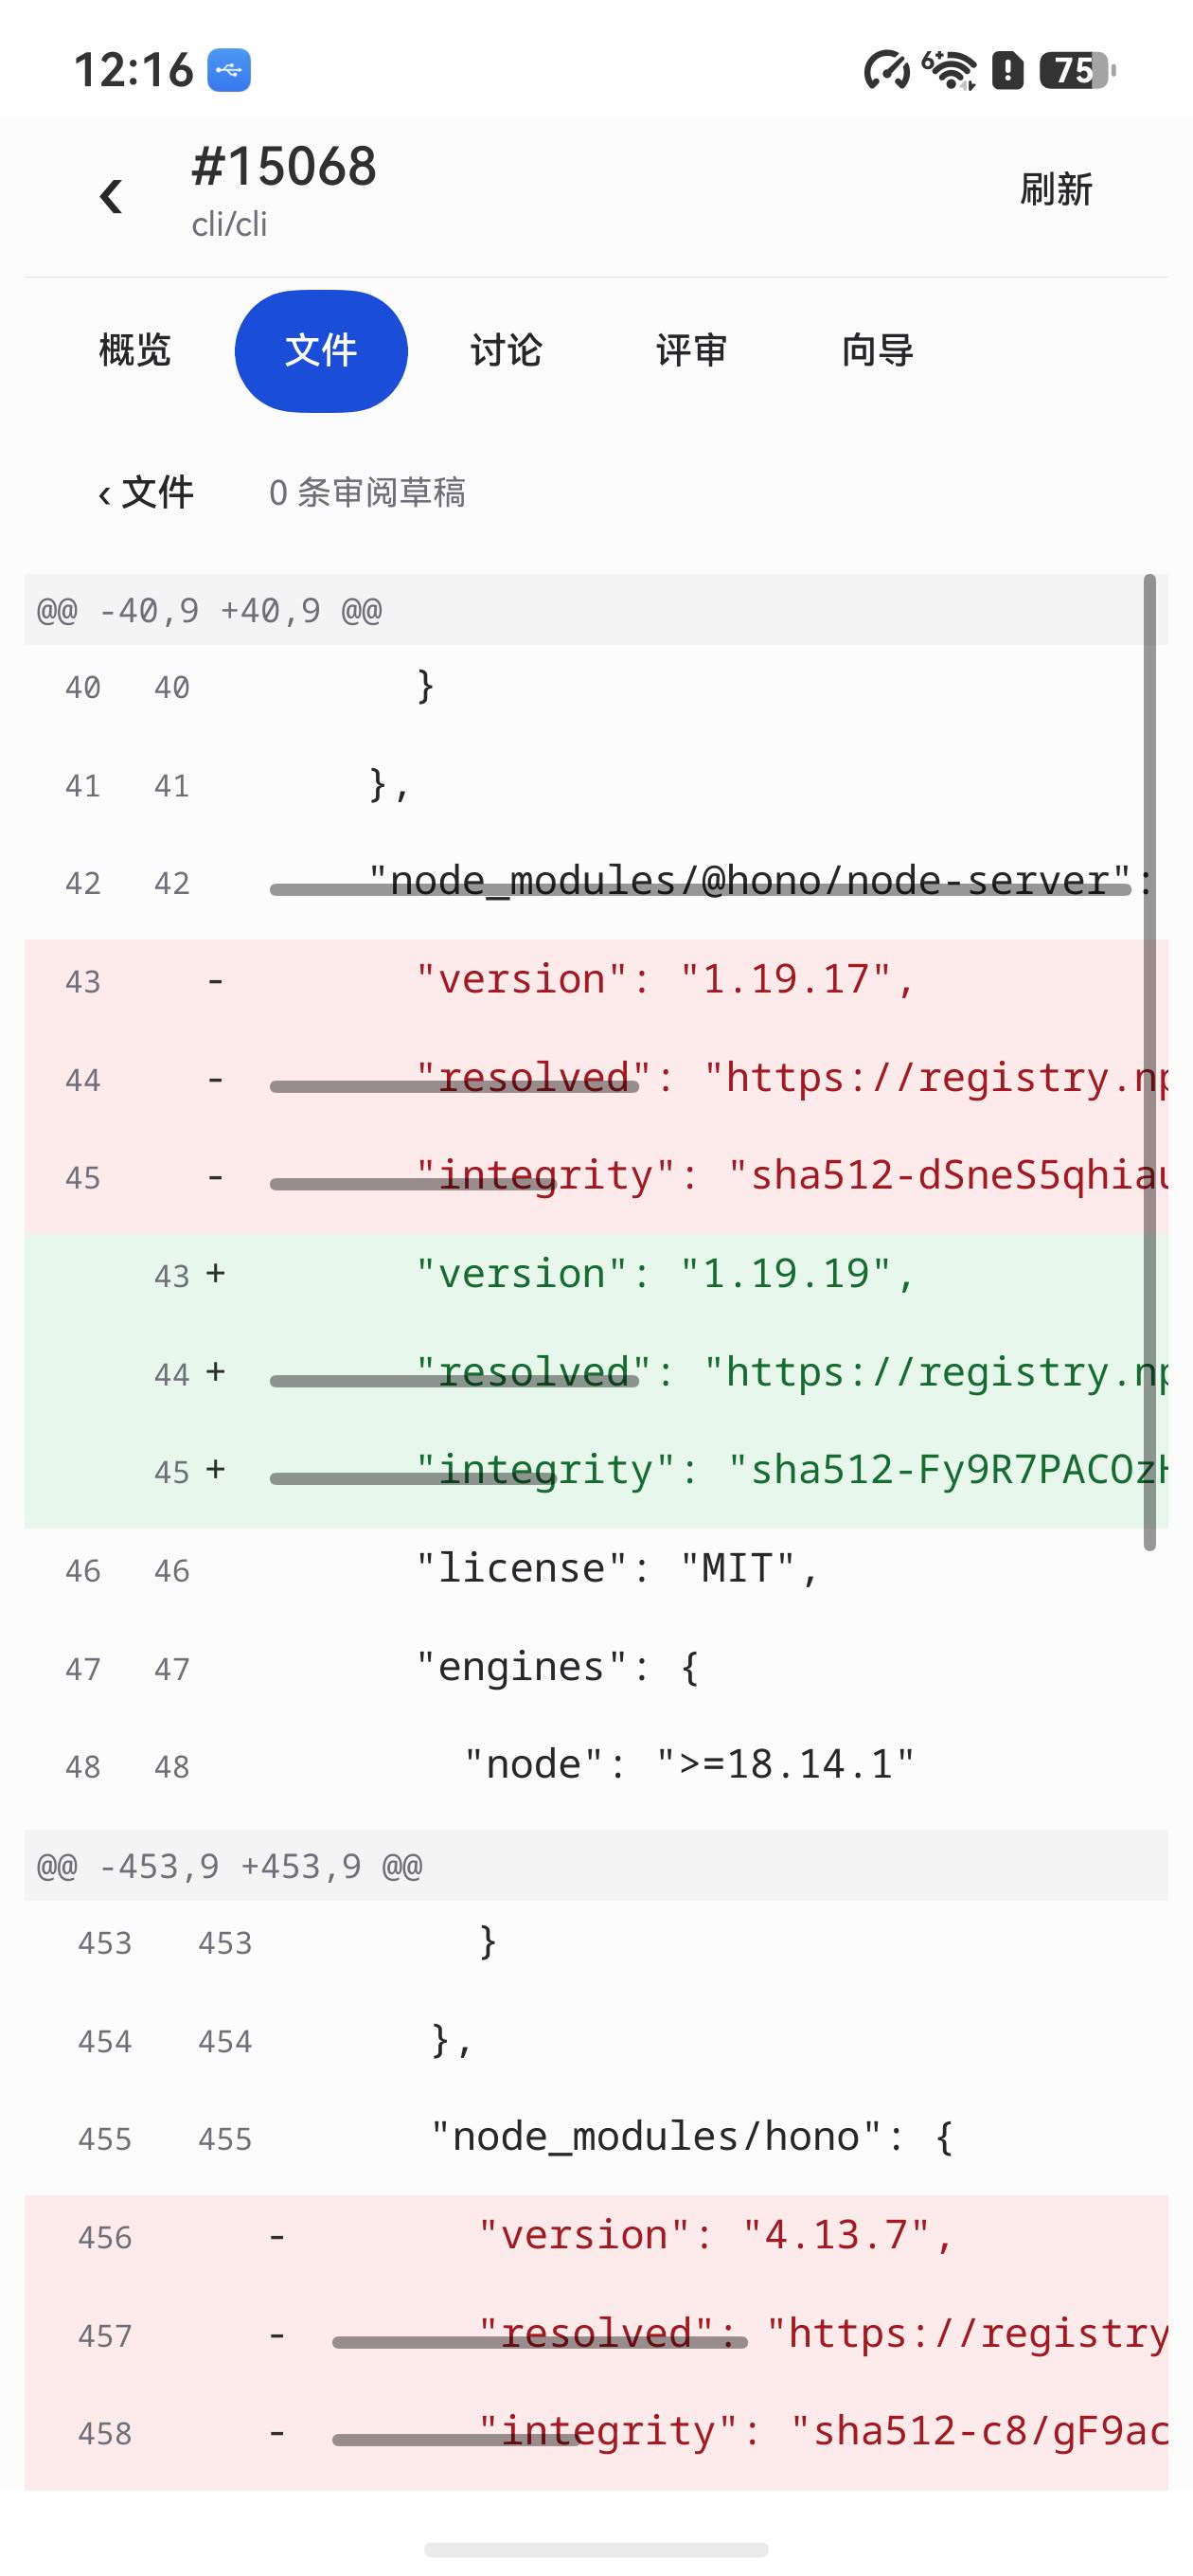 12:16
6+
75
#15068
cli/cli
刷新
概览 文件 讨论 评审 向导
‹ 文件 0 条审阅草稿
@@ -40,9 +40,9 @@
40 40 }
41 41 },
42 42 "node_modules/@hono/node-server":
43 - "version": "1.19.17",
44 - "resolved": "https://registry.np
45 - "integrity": "sha512-dSneS5qhiau
43 + "version": "1.19.19",
44 + "resolved": "https://registry.np
45 + "integrity": "sha512-Fy9R7PACOzH
46 46 "license": "MIT",
47 47 "engines": {
48 48 "node": ">=18.14.1"
@@ -453,9 +453,9 @@
453 453 }
454 454 },
455 455 "node_modules/hono": {
456 - "version": "4.13.7",
457 - "resolved": "https://registry
458 - "integrity": "sha512-c8/gF9ac